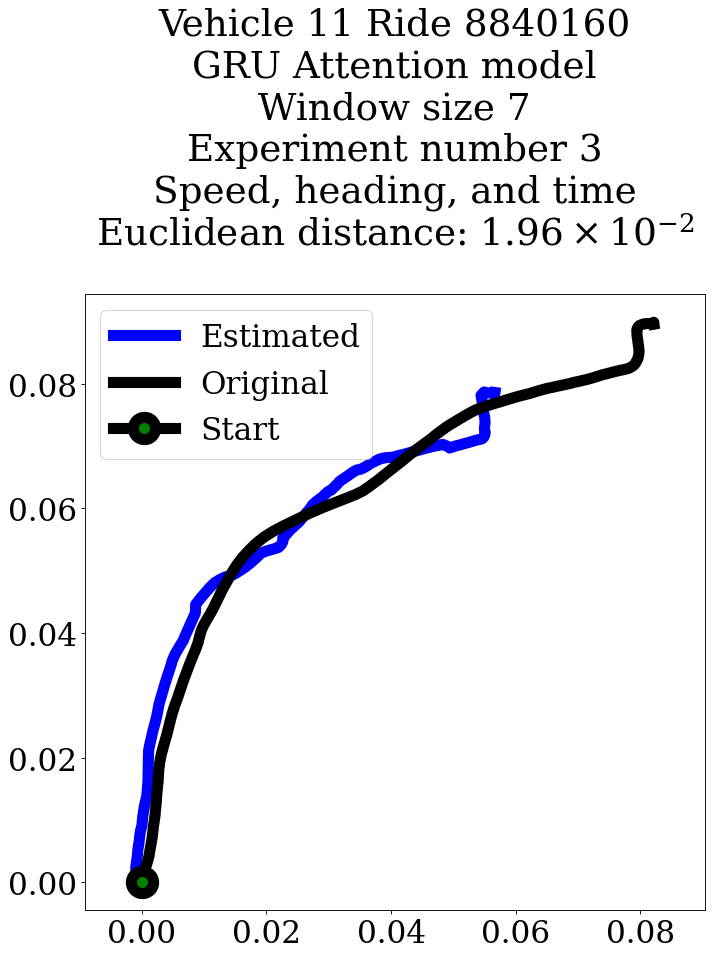 Vehicle 11 Ride 8840160
GRU Attention model
Window size 7
Experiment number 3
Speed, heading, and time
Euclidean distance: 1.96 × 10⁻²
Estimated
Original
Start
0.08
0.06
0.04
0.02
0.00
0.00 0.02 0.04 0.06 0.08